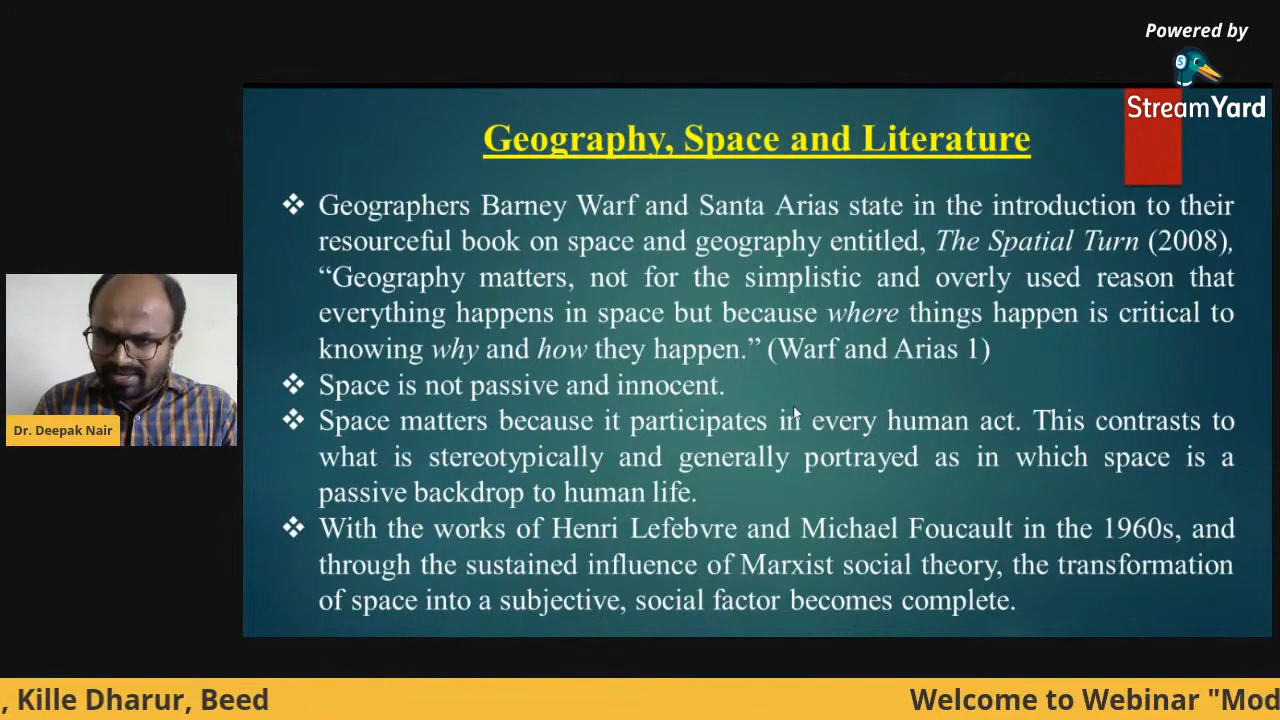 Powered by
StreamYard
Geography, Space and Literature
❖ Geographers Barney Warf and Santa Arias state in the introduction to their
resourceful book on space and geography entitled, The Spatial Turn (2008),
“Geography matters, not for the simplistic and overly used reason that
everything happens in space but because where things happen is critical to
knowing why and how they happen.” (Warf and Arias 1)
❖ Space is not passive and innocent.
❖ Space matters because it participates in every human act. This contrasts to
what is stereotypically and generally portrayed as in which space is a
passive backdrop to human life.
❖ With the works of Henri Lefebvre and Michael Foucault in the 1960s, and
through the sustained influence of Marxist social theory, the transformation
of space into a subjective, social factor becomes complete.
Dr. Deepak Nair
, Kille Dharur, Beed
Welcome to Webinar "Mod